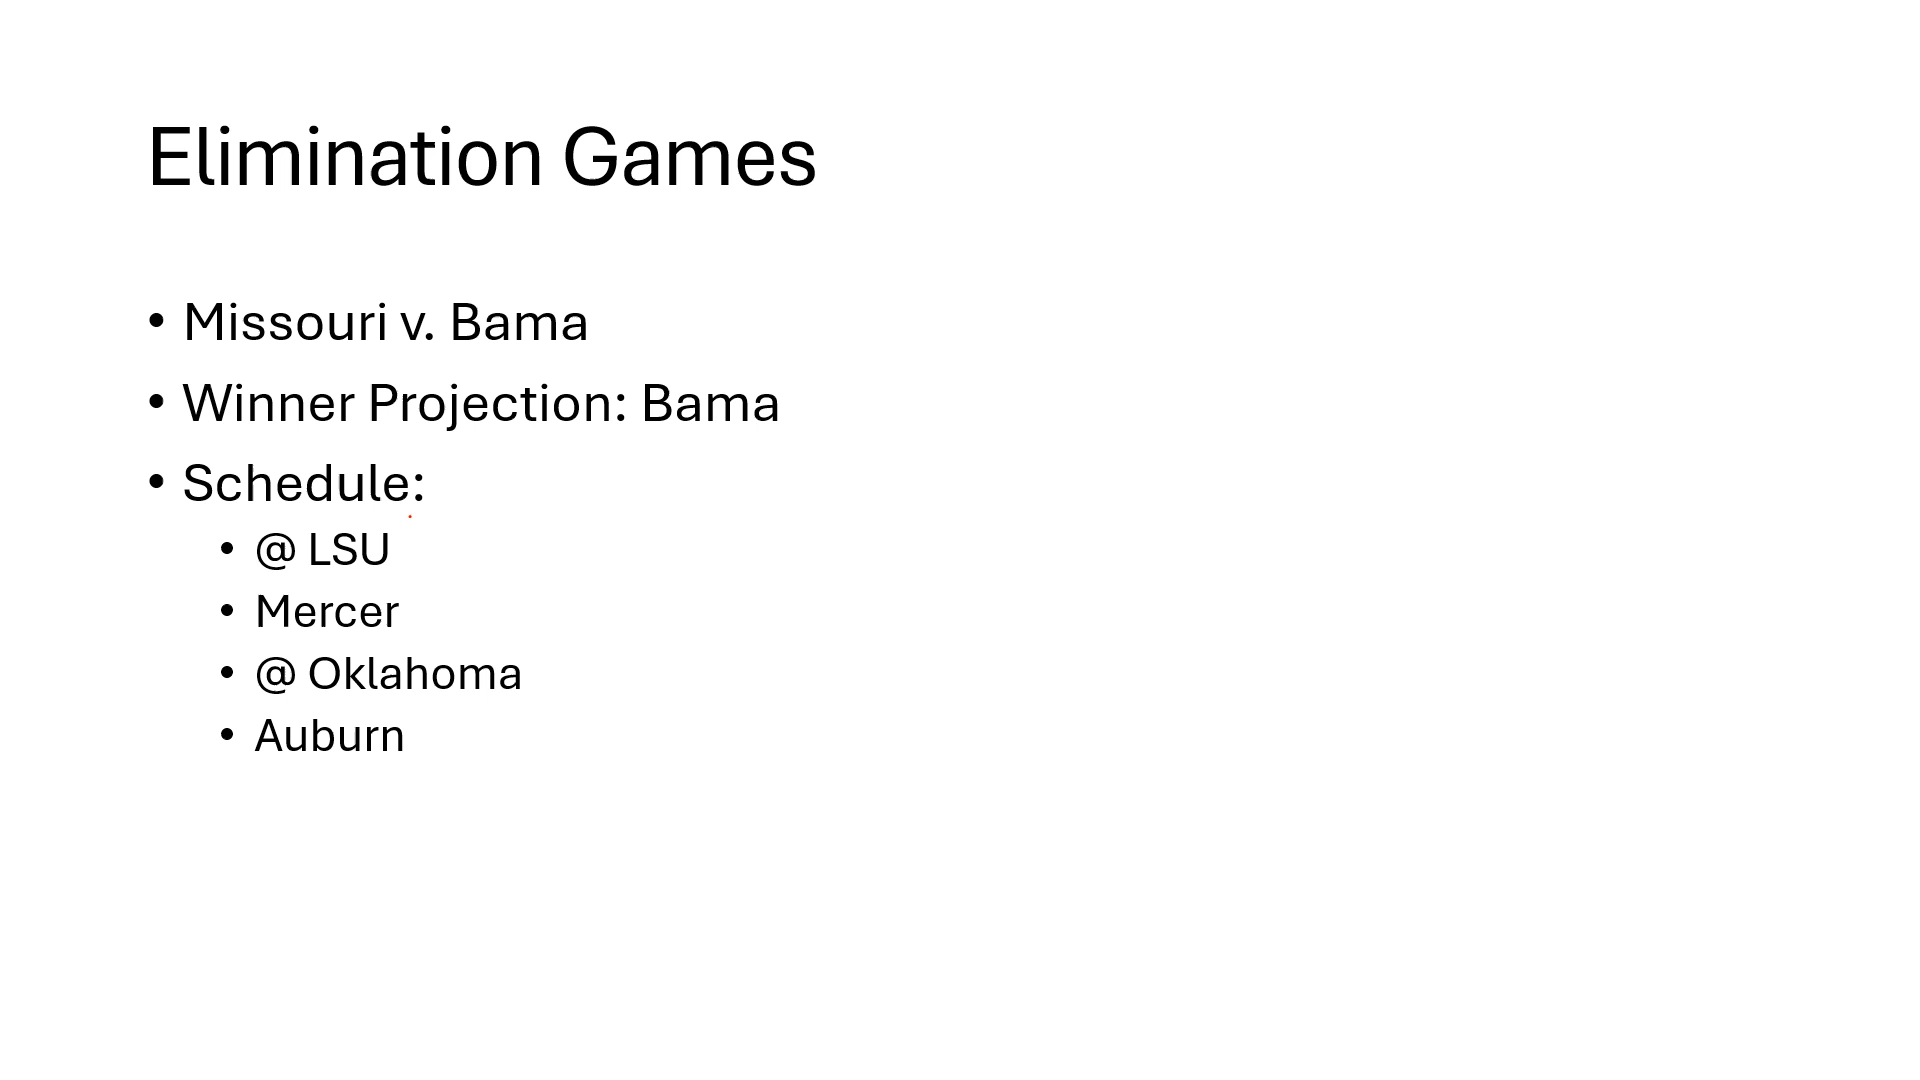 Elimination Games
• Missouri v. Bama
• Winner Projection: Bama
• Schedule:
• @ LSU
• Mercer
• @ Oklahoma
• Auburn